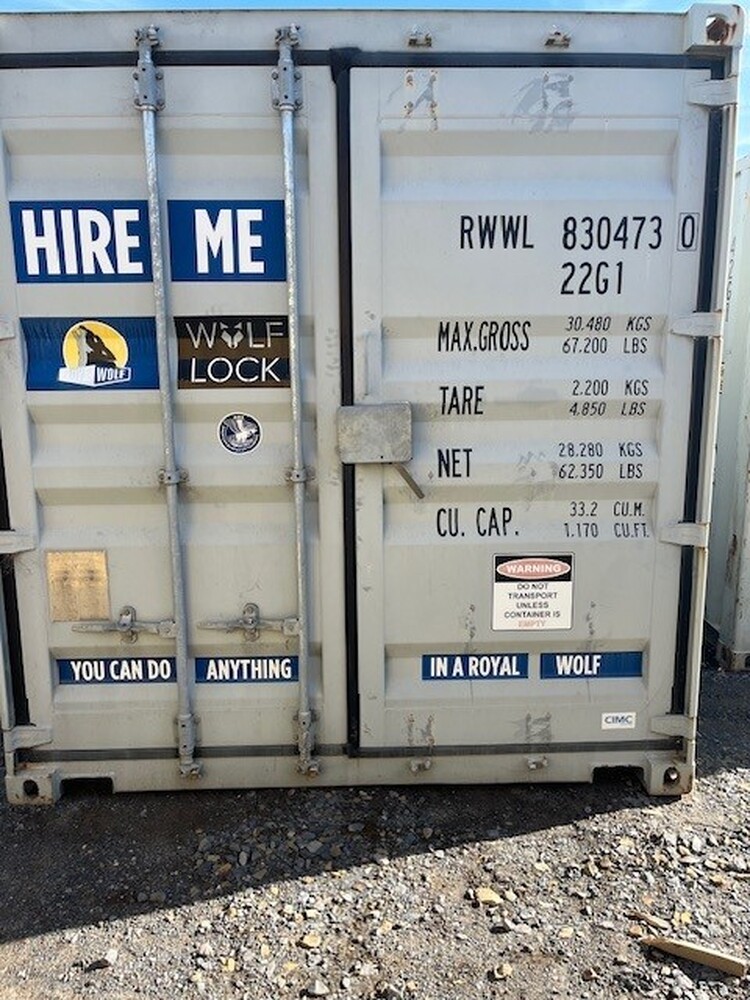 HIRE ME
WOLF
LOCK
WOLF
RWWL 830473 0
22G1
MAX.GROSS 30.480 KGS
67.200 LBS
TARE 2.200 KGS
4.850 LBS
NET 28.280 KGS
62.350 LBS
CU. CAP. 33.2 CU.M.
1.170 CU.FT.
WARNING
DO NOT
TRANSPORT
UNLESS
CONTAINER IS
EMPTY
YOU CAN DO ANYTHING IN A ROYAL WOLF
CIMC